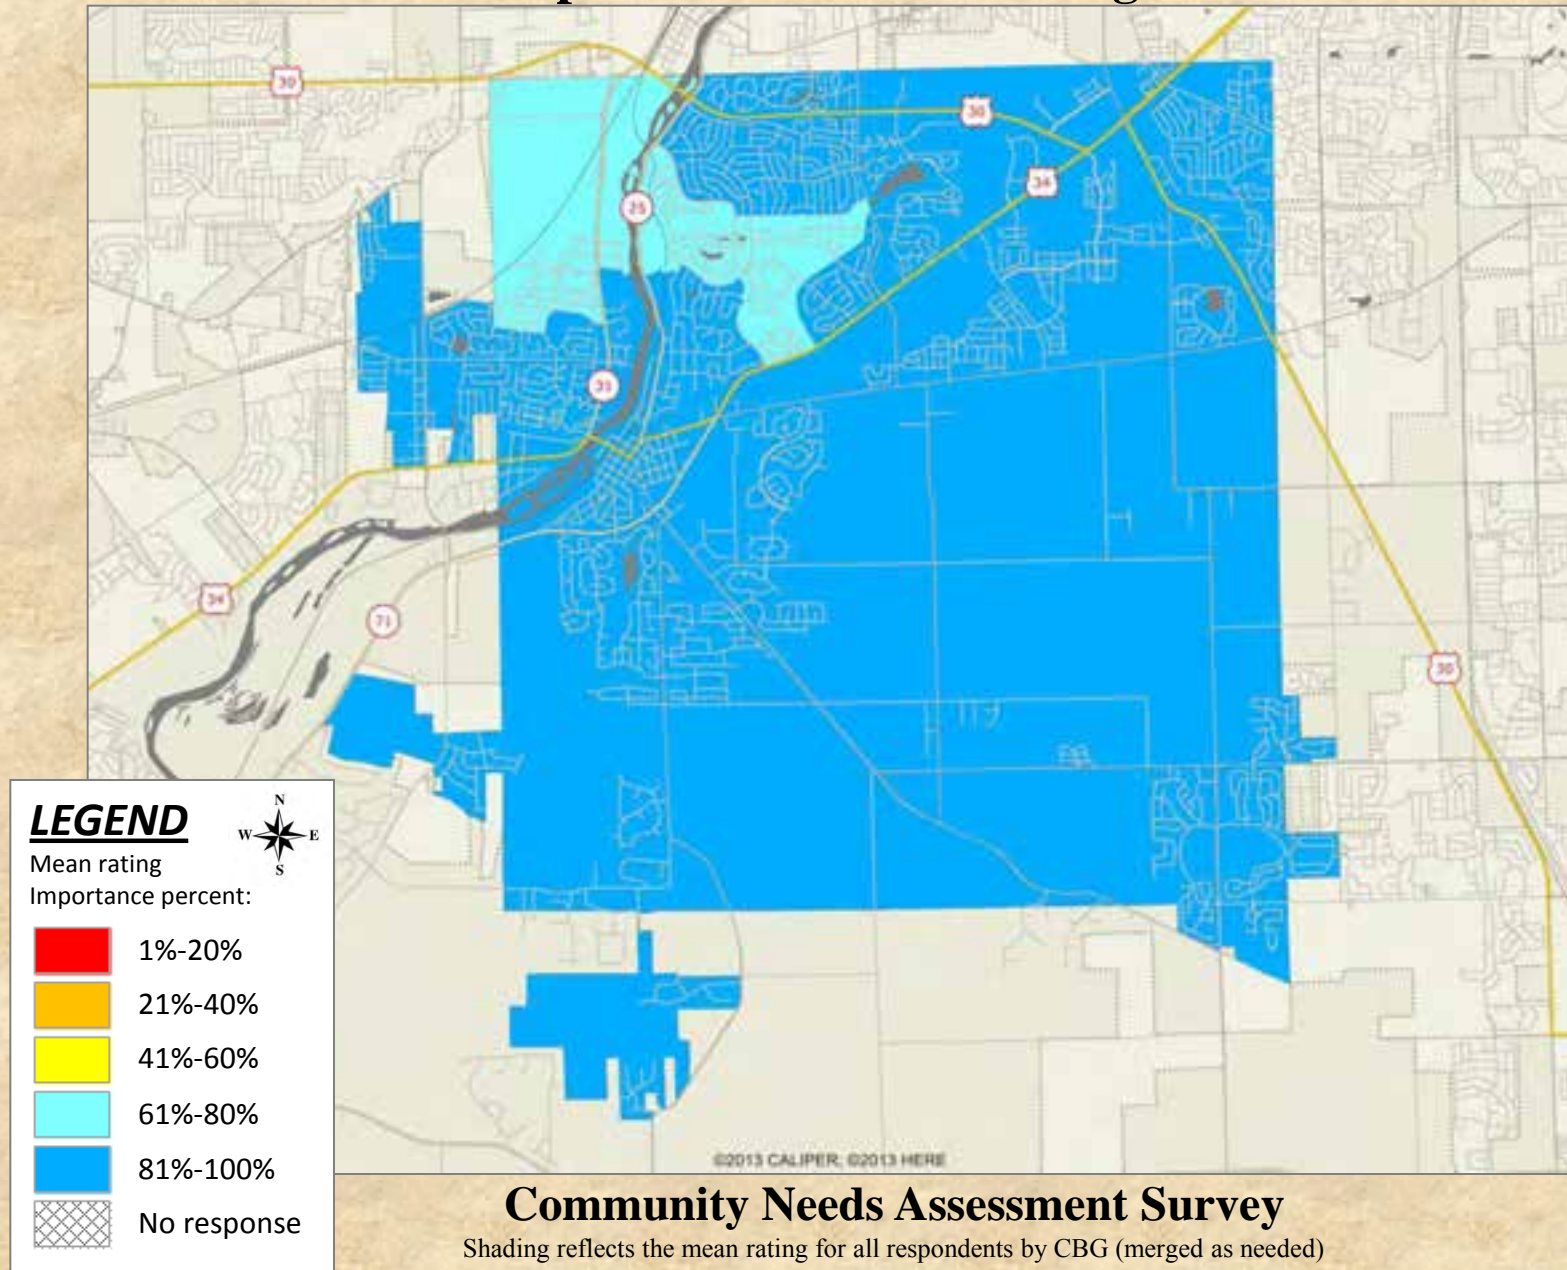 30
30
34
25
31
34
71
30
LEGEND
N
W E
S
Mean rating
Importance percent:
1%-20%
21%-40%
41%-60%
61%-80%
81%-100%
No response
©2013 CALIPER; ©2013 HERE
Community Needs Assessment Survey
Shading reflects the mean rating for all respondents by CBG (merged as needed)